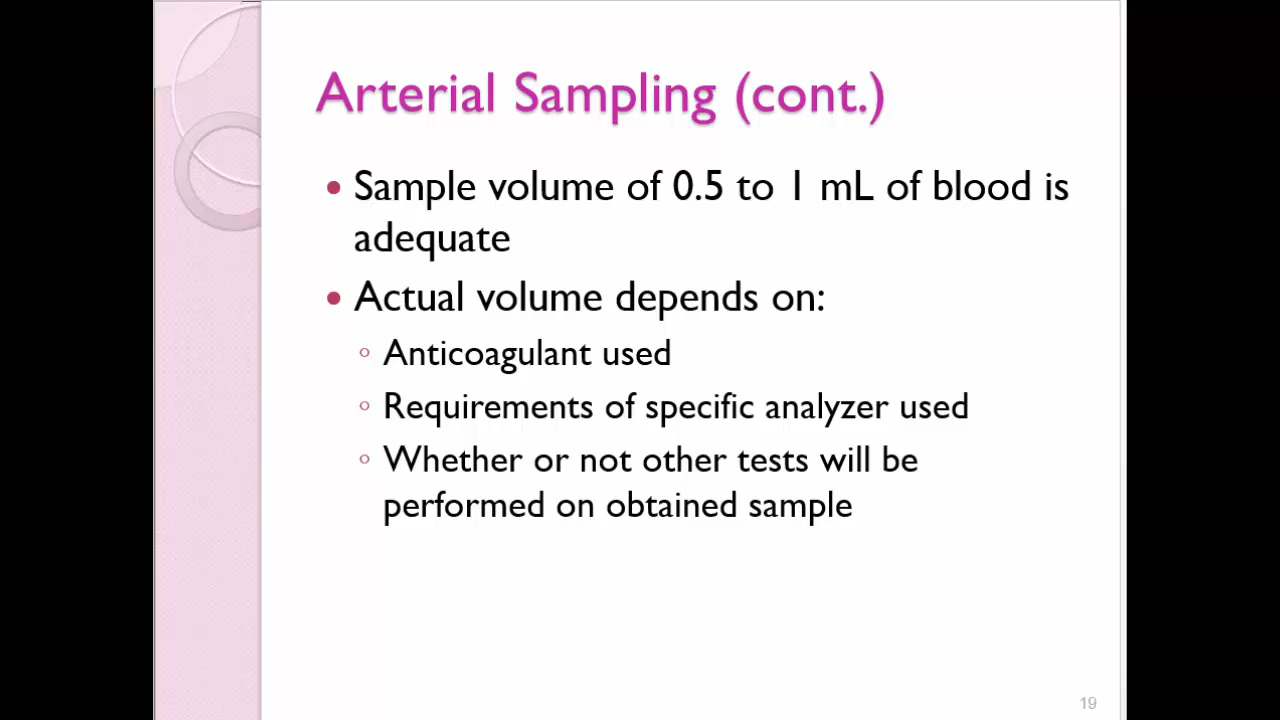 Arterial Sampling (cont.)
• Sample volume of 0.5 to 1 mL of blood is
adequate
• Actual volume depends on:
◦ Anticoagulant used
◦ Requirements of specific analyzer used
◦ Whether or not other tests will be
performed on obtained sample
19